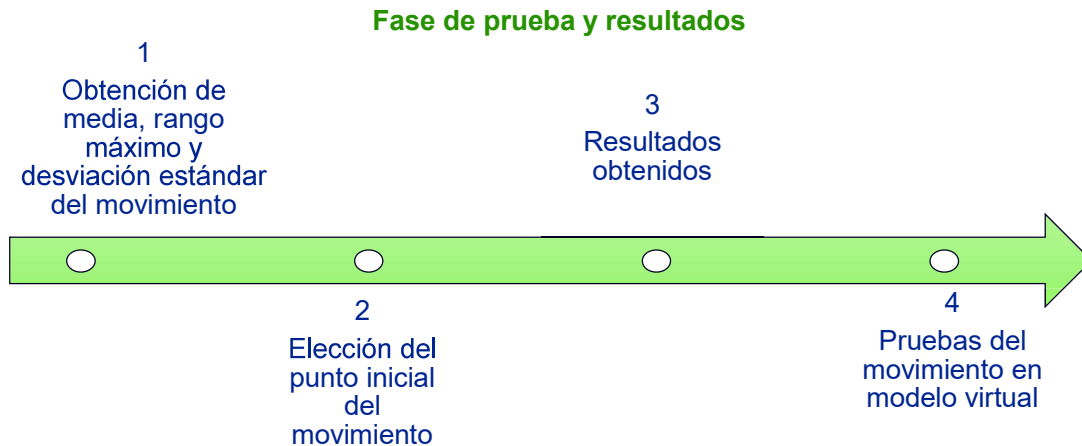 Fase de prueba y resultados
1
Obtención de
media, rango
máximo y
desviación estándar
del movimiento
2
Elección del
punto inicial
del
movimiento
3
Resultados
obtenidos
4
Pruebas del
movimiento en
modelo virtual